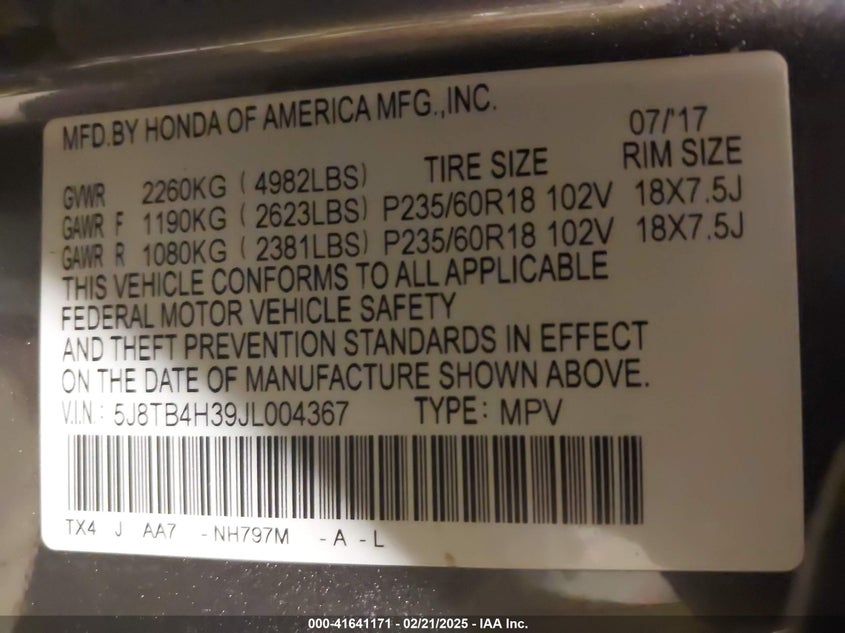 MFD.BY HONDA OF AMERICA MFG.,INC. 07/'17
TIRE SIZE RIM SIZE
GVWR 2260KG ( 4982LBS)
GAWR F 1190KG ( 2623LBS) P235/60R18 102V 18X7.5J
GAWR R 1080KG ( 2381LBS) P235/60R18 102V 18X7.5J
THIS VEHICLE CONFORMS TO ALL APPLICABLE
FEDERAL MOTOR VEHICLE SAFETY
AND THEFT PREVENTION STANDARDS IN EFFECT
ON THE DATE OF MANUFACTURE SHOWN ABOVE.
V.I.N: 5J8TB4H39JL004367 TYPE: MPV
TX4 J AA7 - NH797M - A - L
000-41641171 - 02/21/2025 - IAA Inc.